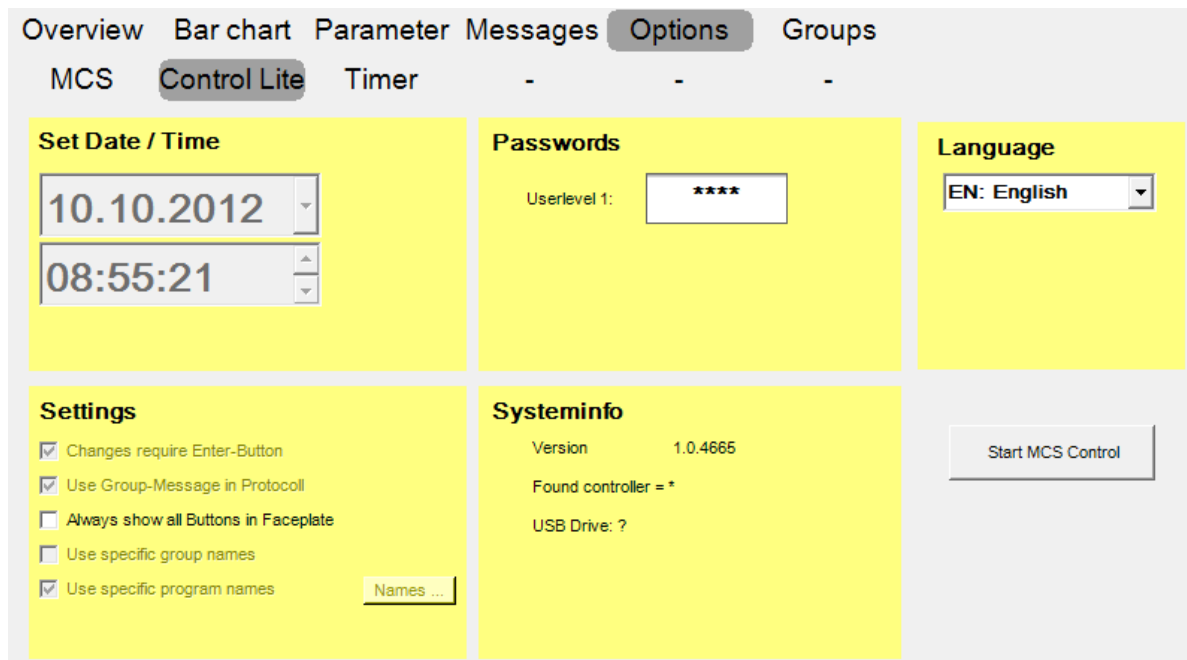 Overview Bar chart Parameter Messages Options Groups
MCS Control Lite Timer - - -
Set Date / Time
10.10.2012
08:55:21
Passwords
Userlevel 1: ****
Language
EN: English
Settings
Changes require Enter-Button
Use Group-Message in Protocoll
Always show all Buttons in Faceplate
Use specific group names
Use specific program names Names ...
Systeminfo
Version 1.0.4665
Found controller = *
USB Drive: ?
Start MCS Control